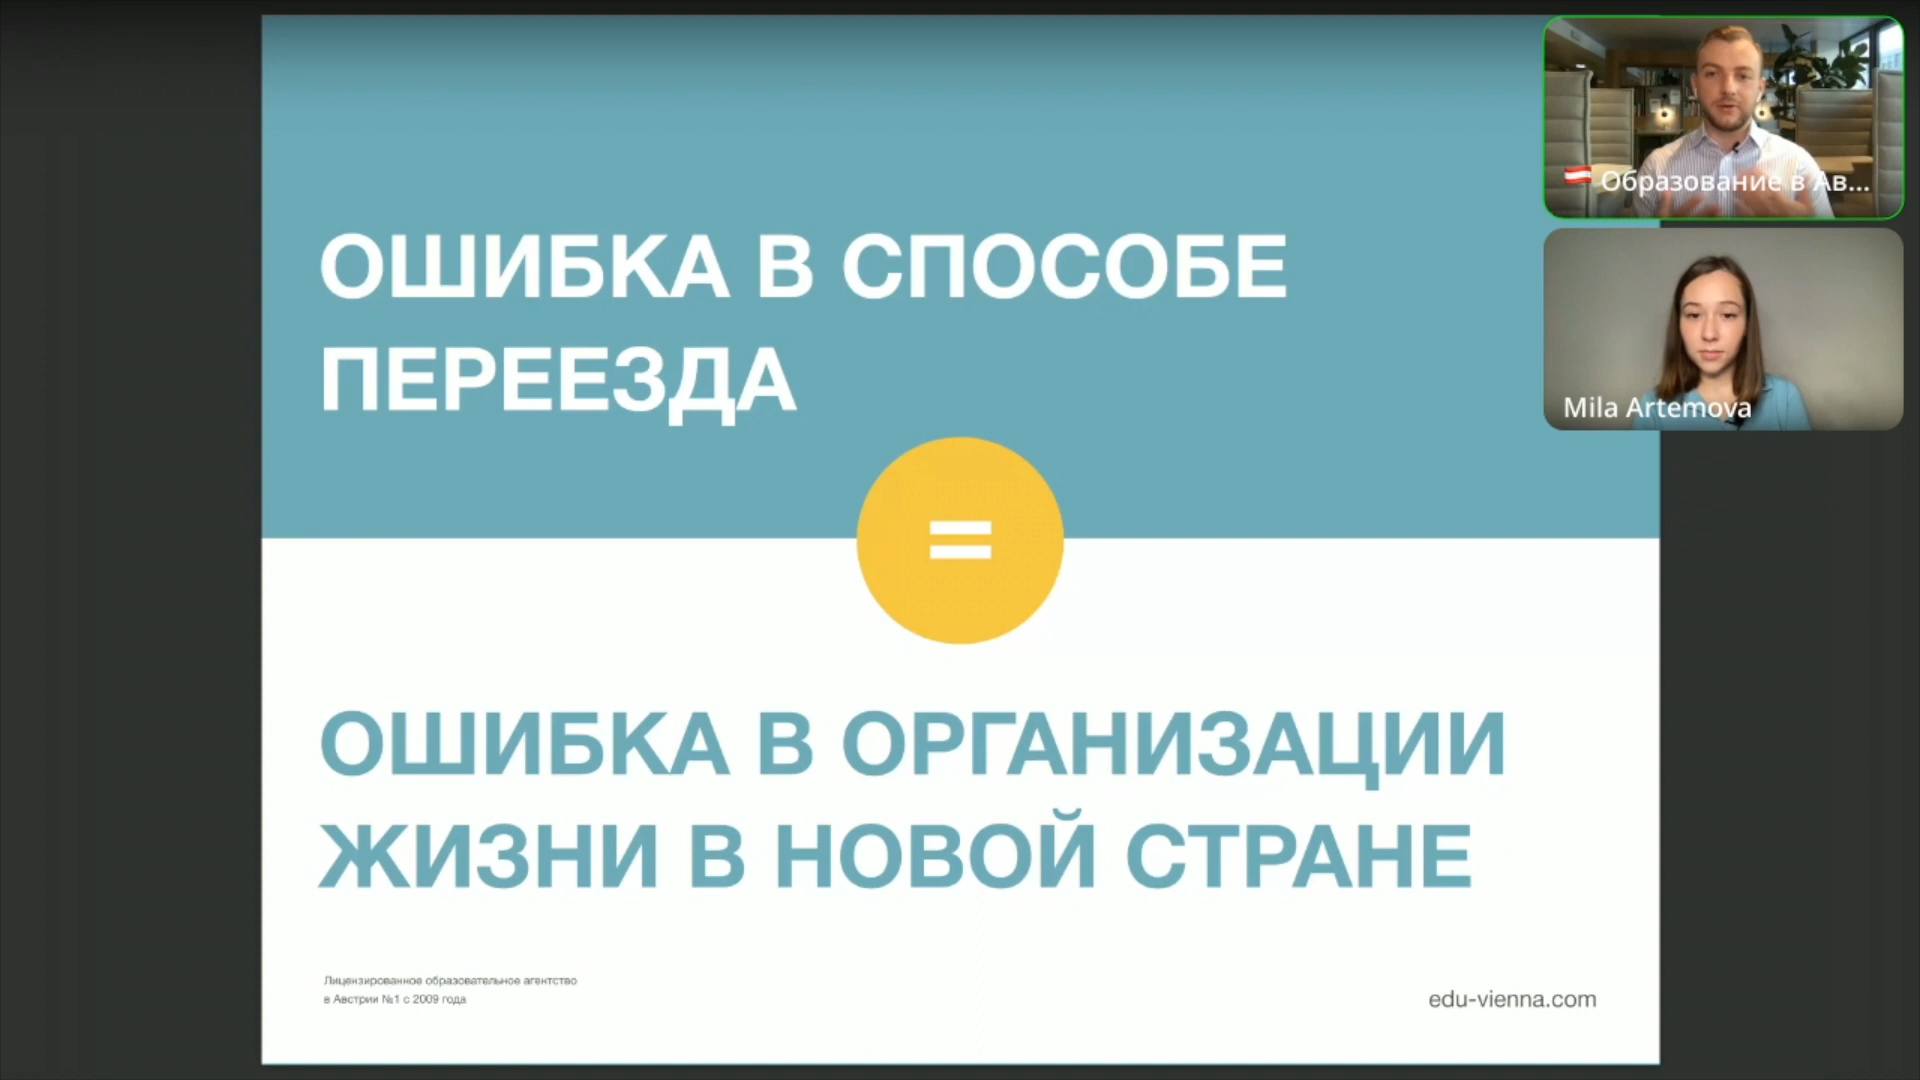 ОШИБКА В СПОСОБЕ
ПЕРЕЕЗДА
=
ОШИБКА В ОРГАНИЗАЦИИ
ЖИЗНИ В НОВОЙ СТРАНЕ
Лицензированное образовательное агентство
в Австрии №1 с 2009 года
edu-vienna.com
Образование в Ав...
Mila Artemova